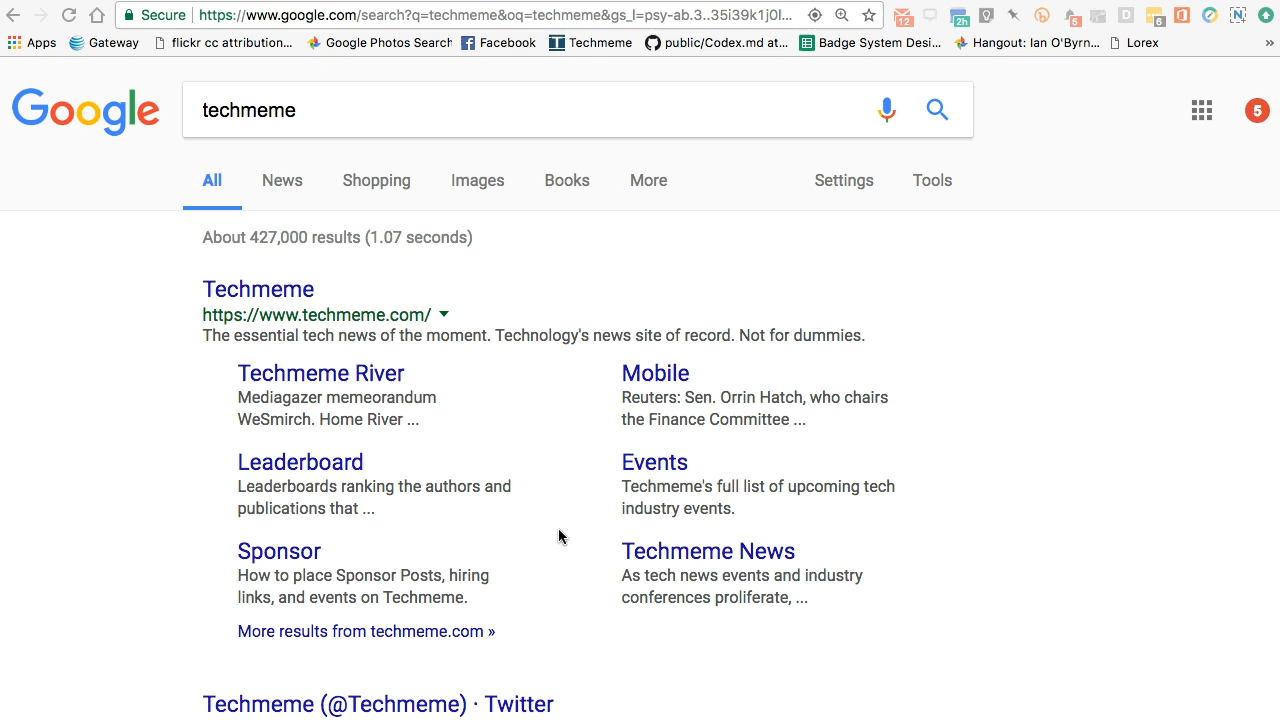 Secure https://www.google.com/search?q=techmeme&oq=techmeme&gs_l=psy-ab.3..35i39k1j0l...
12 2h 5 D 6 N
Apps Gateway flickr cc attribution... Google Photos Search Facebook Techmeme public/Codex.md at... Badge System Desi... Hangout: Ian O'Byrn... Lorex »
Google techmeme 5
All News Shopping Images Books More Settings Tools
About 427,000 results (1.07 seconds)
Techmeme
https://www.techmeme.com/
The essential tech news of the moment. Technology's news site of record. Not for dummies.
Techmeme River
Mediagazer memeorandum
WeSmirch. Home River ...
Mobile
Reuters: Sen. Orrin Hatch, who chairs
the Finance Committee ...
Leaderboard
Leaderboards ranking the authors and
publications that ...
Events
Techmeme's full list of upcoming tech
industry events.
Sponsor
How to place Sponsor Posts, hiring
links, and events on Techmeme.
Techmeme News
As tech news events and industry
conferences proliferate, ...
More results from techmeme.com »
Techmeme (@Techmeme) · Twitter